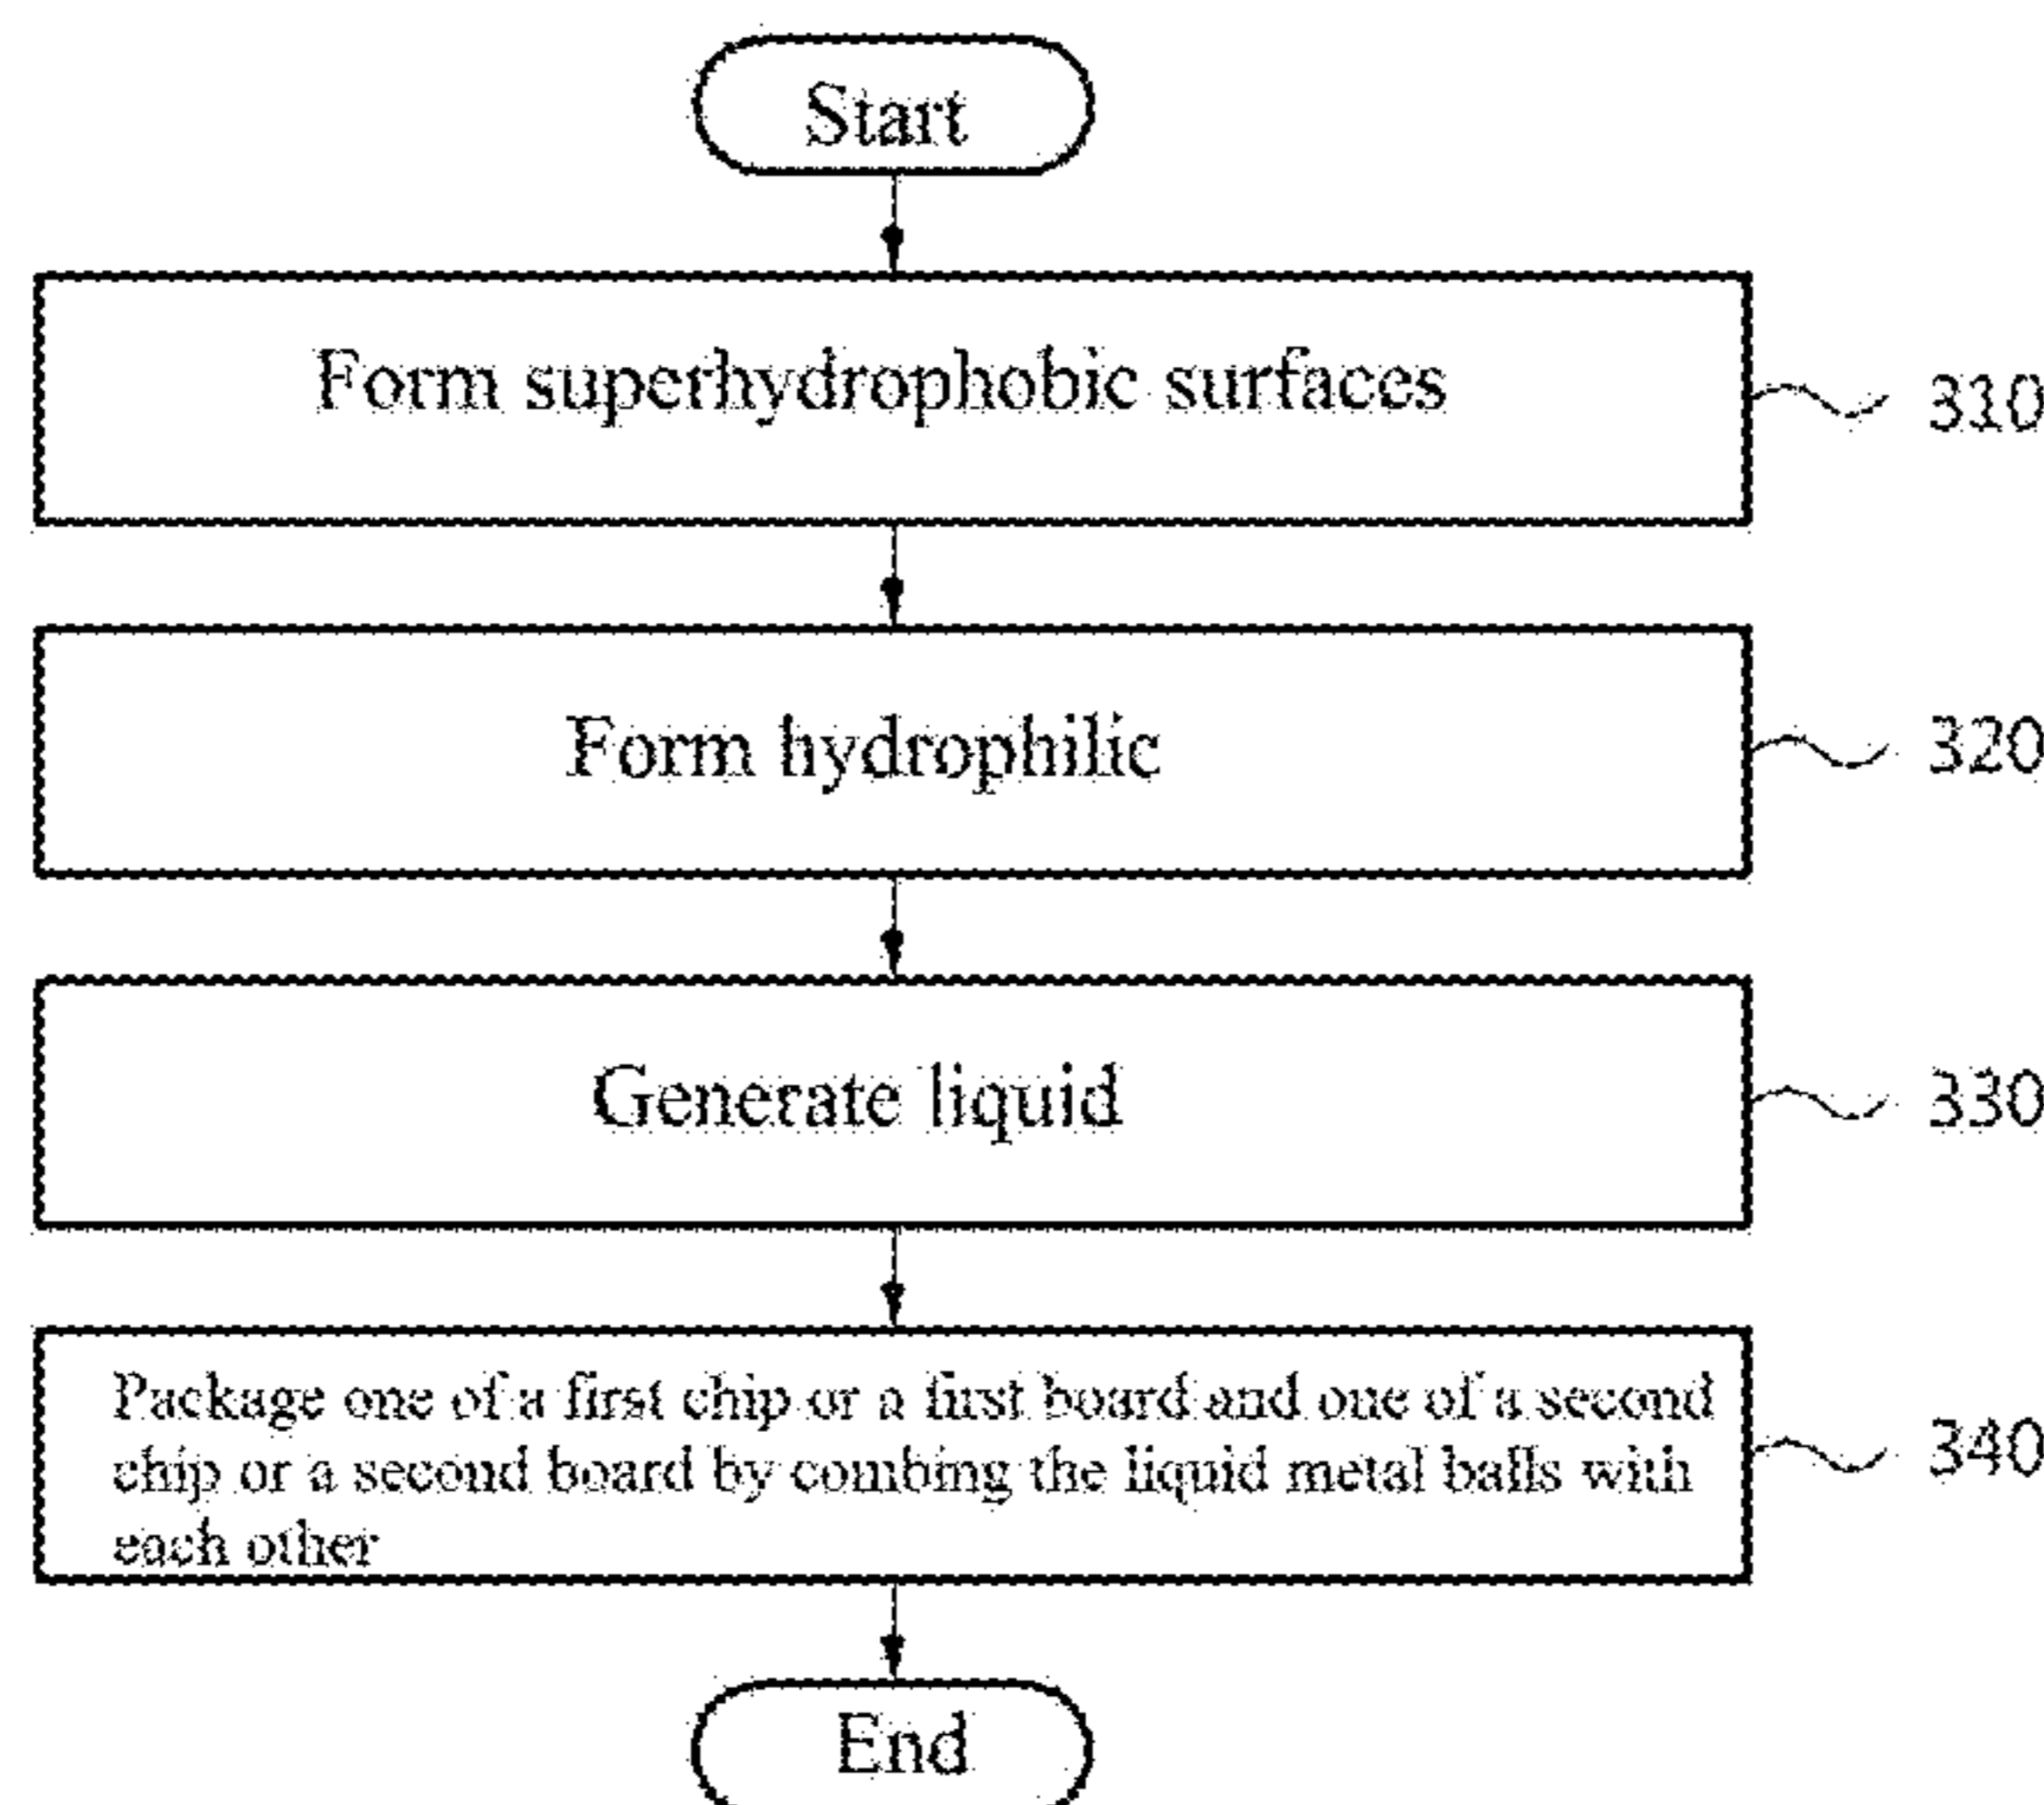 Start
Form superhydrophobic surfaces
310
Form hydrophilic
320
Generate liquid
330
Package one of a first chip or a first board and one of a second
chip or a second board by combing the liquid metal balls with
each other
340
End